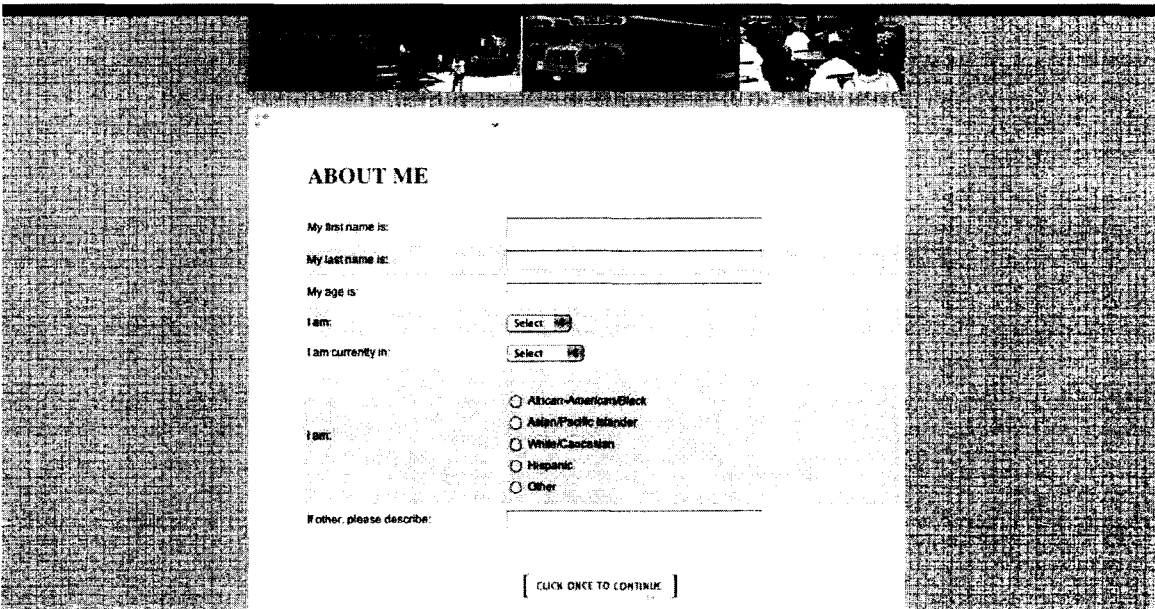 ABOUT ME
My first name is:
My last name is:
My age is:
I am: Select
I am currently in: Select
African-American/Black
Asian/Pacific Islander
I am:
White/Caucasian
Hispanic
Other
If other, please describe:
CLICK ONCE TO CONTINUE